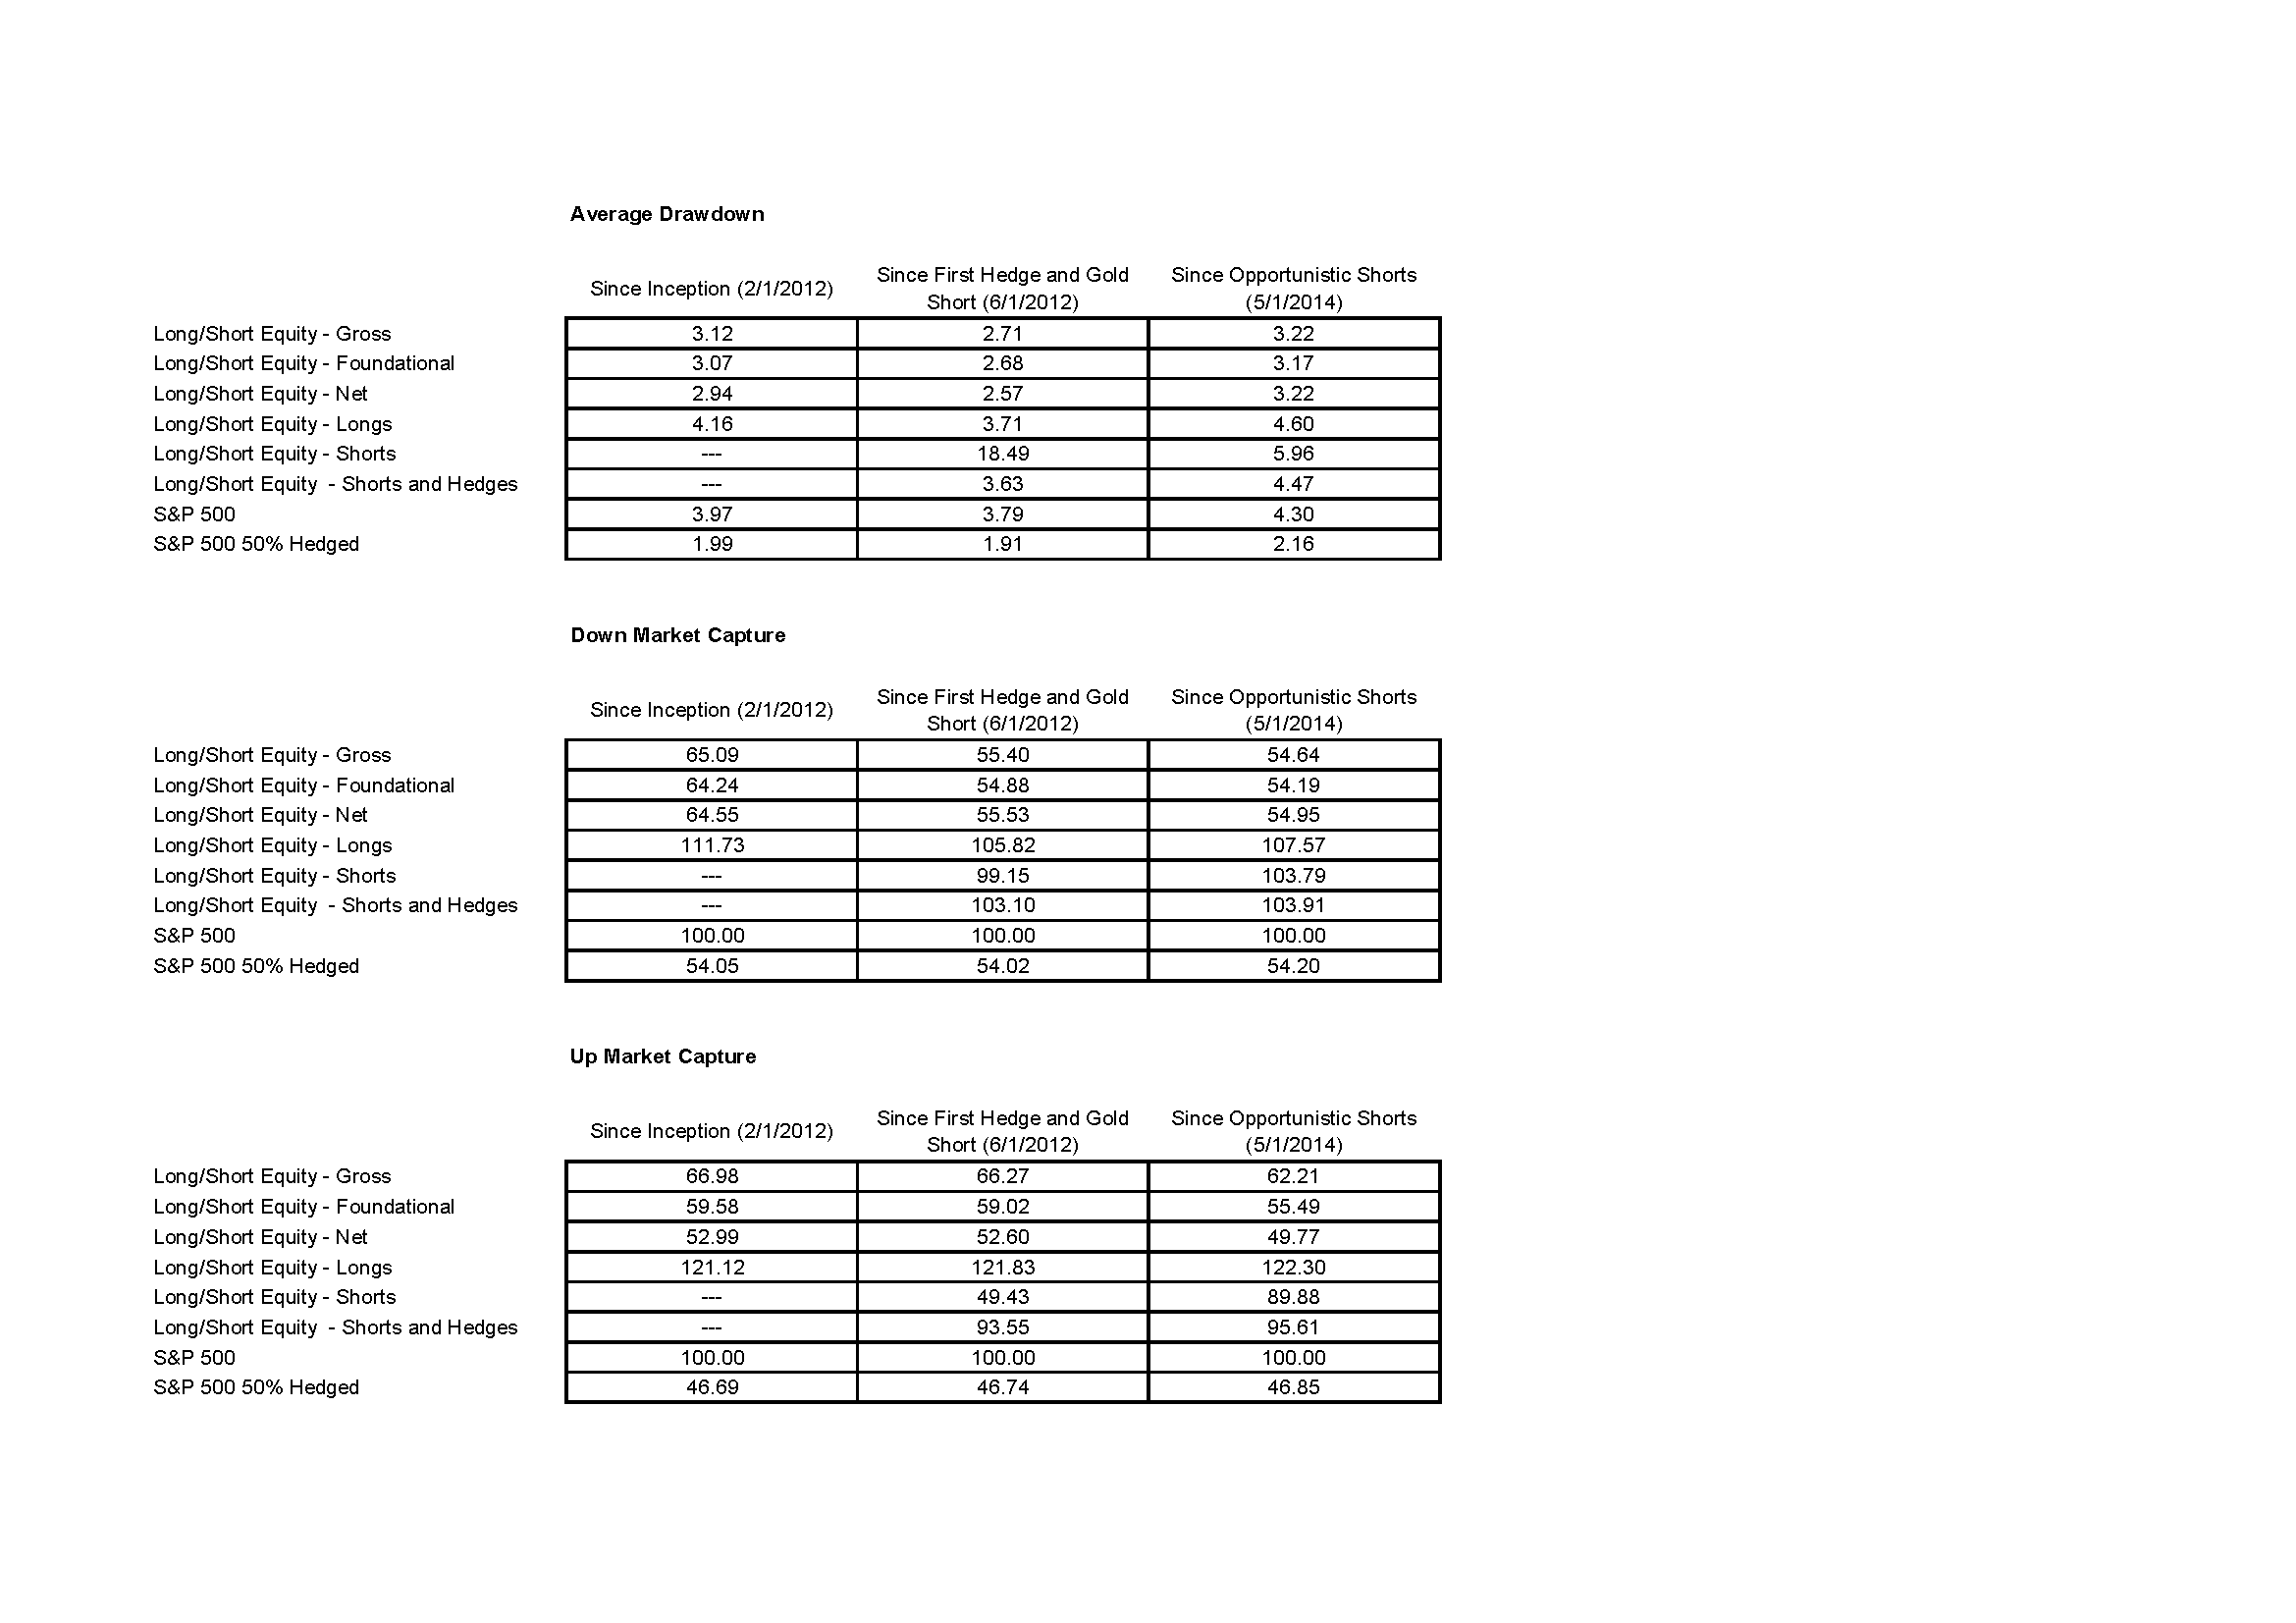 Average Drawdown
Since Inception (2/1/2012) Since First Hedge and Gold Short (6/1/2012) Since Opportunistic Shorts (5/1/2014)
Long/Short Equity - Gross 3.12 2.71 3.22
Long/Short Equity - Foundational 3.07 2.68 3.17
Long/Short Equity - Net 2.94 2.57 3.22
Long/Short Equity - Longs 4.16 3.71 4.60
Long/Short Equity - Shorts --- 18.49 5.96
Long/Short Equity - Shorts and Hedges --- 3.63 4.47
S&P 500 3.97 3.79 4.30
S&P 500 50% Hedged 1.99 1.91 2.16
Down Market Capture
Since Inception (2/1/2012) Since First Hedge and Gold Short (6/1/2012) Since Opportunistic Shorts (5/1/2014)
Long/Short Equity - Gross 65.09 55.40 54.64
Long/Short Equity - Foundational 64.24 54.88 54.19
Long/Short Equity - Net 64.55 55.53 54.95
Long/Short Equity - Longs 111.73 105.82 107.57
Long/Short Equity - Shorts --- 99.15 103.79
Long/Short Equity - Shorts and Hedges --- 103.10 103.91
S&P 500 100.00 100.00 100.00
S&P 500 50% Hedged 54.05 54.02 54.20
Up Market Capture
Since Inception (2/1/2012) Since First Hedge and Gold Short (6/1/2012) Since Opportunistic Shorts (5/1/2014)
Long/Short Equity - Gross 66.98 66.27 62.21
Long/Short Equity - Foundational 59.58 59.02 55.49
Long/Short Equity - Net 52.99 52.60 49.77
Long/Short Equity - Longs 121.12 121.83 122.30
Long/Short Equity - Shorts --- 49.43 89.88
Long/Short Equity - Shorts and Hedges --- 93.55 95.61
S&P 500 100.00 100.00 100.00
S&P 500 50% Hedged 46.69 46.74 46.85